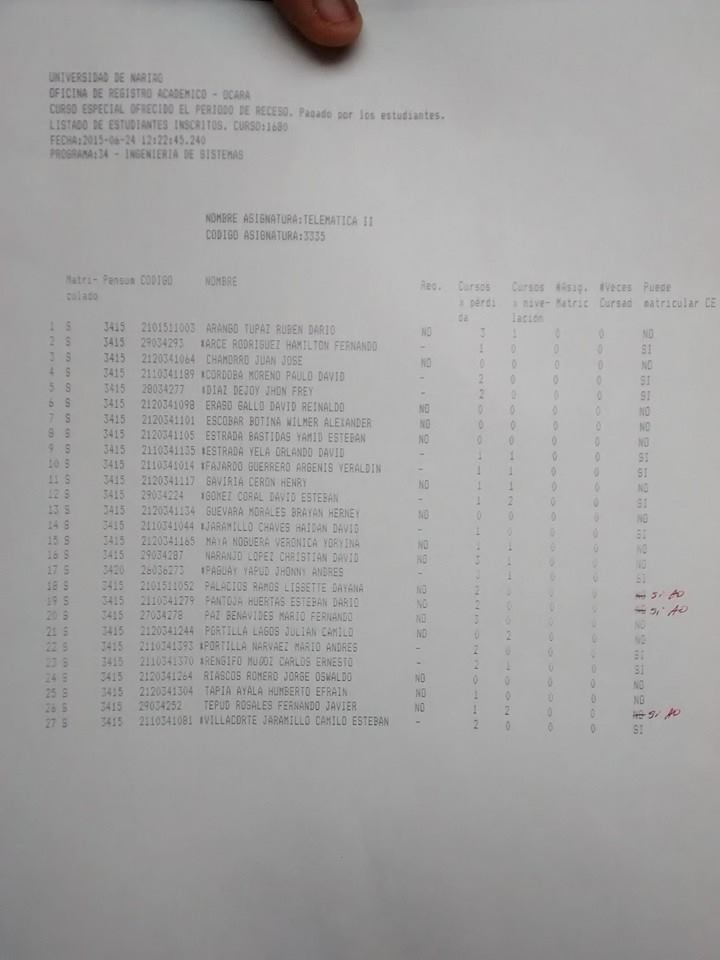 UNIVERSIDAD DE NARIÑO
OFICINA DE REGISTRO ACADEMICO - OCARA
CURSO ESPECIAL OFRECIDO EL PERIODO DE RECESO. Pagado por los estudiantes.
LISTADO DE ESTUDIANTES INSCRITOS. CURSO:1680
FECHA:2015-06-24 12:22:45.240
PROGRAMA:34 - INGENIERIA DE SISTEMAS
NOMBRE ASIGNATURA:TELEMATICA II
CODIGO ASIGNATURA:3335
Matri- Pensum CODIGO NOMBRE Req. Cursos Cursos #Asig. #Veces Puede
culado x pérdi x nive- Matric Cursad matricular CE
da lación
1 S 3415 2101511003 ARANGO TUPAZ RUBEN DARIO NO 3 1 0 0 NO
2 S 3415 29034293 *ARCE RODRIGUEZ HAMILTON FERNANDO - 1 0 0 0 SI
3 S 3415 2120341064 CHAMORRO JUAN JOSE NO 0 0 0 0 NO
4 S 3415 2110341189 *CORDOBA MORENO PAULO DAVID - 2 0 0 0 SI
5 S 3415 28034277 *DIAZ DEJOY JHON FREY - 2 0 0 0 SI
6 S 3415 2120341098 ERASO GALLO DAVID REINALDO NO 0 0 0 0 NO
7 S 3415 2120341101 ESCOBAR BOTINA WILMER ALEXANDER NO 0 0 0 0 NO
8 S 3415 2120341105 ESTRADA BASTIDAS YAMID ESTEBAN NO 0 0 0 0 NO
9 S 3415 2110341135 *ESTRADA YELA ORLANDO DAVID - 1 1 0 0 SI
10 S 3415 2110341014 *FAJARDO GUERRERO ARGENIS YERALDIN - 1 1 0 0 SI
11 S 3415 2120341117 GAVIRIA CERON HENRY NO 1 1 0 0 NO
12 S 3415 29034224 *GOMEZ CORAL DAVID ESTEBAN - 1 2 0 0 SI
13 S 3415 2120341134 GUEVARA MORALES BRAYAN HERNEY NO 0 0 0 0 NO
14 S 3415 2110341044 *JARAMILLO CHAVES HAIDAN DAVID - 1 0 0 0 SI
15 S 3415 2120341165 MAYA NOGUERA VERONICA YORYINA NO 1 1 0 0 NO
16 S 3415 29034287 NARANJO LOPEZ CHRISTIAN DAVID NO 3 1 0 0 NO
17 S 3420 26036273 *PAGUAY YAPUD JHONNY ANDRES - 1 0 0 SI
18 S 3415 2101511052 PALACIOS RAMOS LISSETTE DAYANA NO 2 0 0 0 NO Si AO
19 S 3415 2110341279 PANTOJA HUERTAS ESTEBAN DARIO NO 2 0 0 0 NO Si AO
20 S 3415 27034278 PAZ BENAVIDES MARIO FERNANDO NO 3 0 0 0 NO
21 S 3415 2120341244 PORTILLA LAGOS JULIAN CAMILO NO 0 2 0 0 NO
22 S 3415 2110341393 *PORTILLA NARVAEZ MARIO ANDRES - 2 0 0 0 SI
23 S 3415 2110341370 *RENGIFO MUÑOZ CARLOS ERNESTO - 2 1 0 0 SI
24 S 3415 2120341264 RIASCOS ROMERO JORGE OSWALDO NO 0 0 0 0 NO
25 S 3415 2120341304 TAPIA AYALA HUMBERTO EFRAIN NO 1 0 0 0 NO
26 S 3415 29034252 TEPUD ROSALES FERNANDO JAVIER NO 1 2 0 0 NO Si AO
27 S 3415 2110341081 *VILLACORTE JARAMILLO CAMILO ESTEBAN - 2 0 0 0 SI